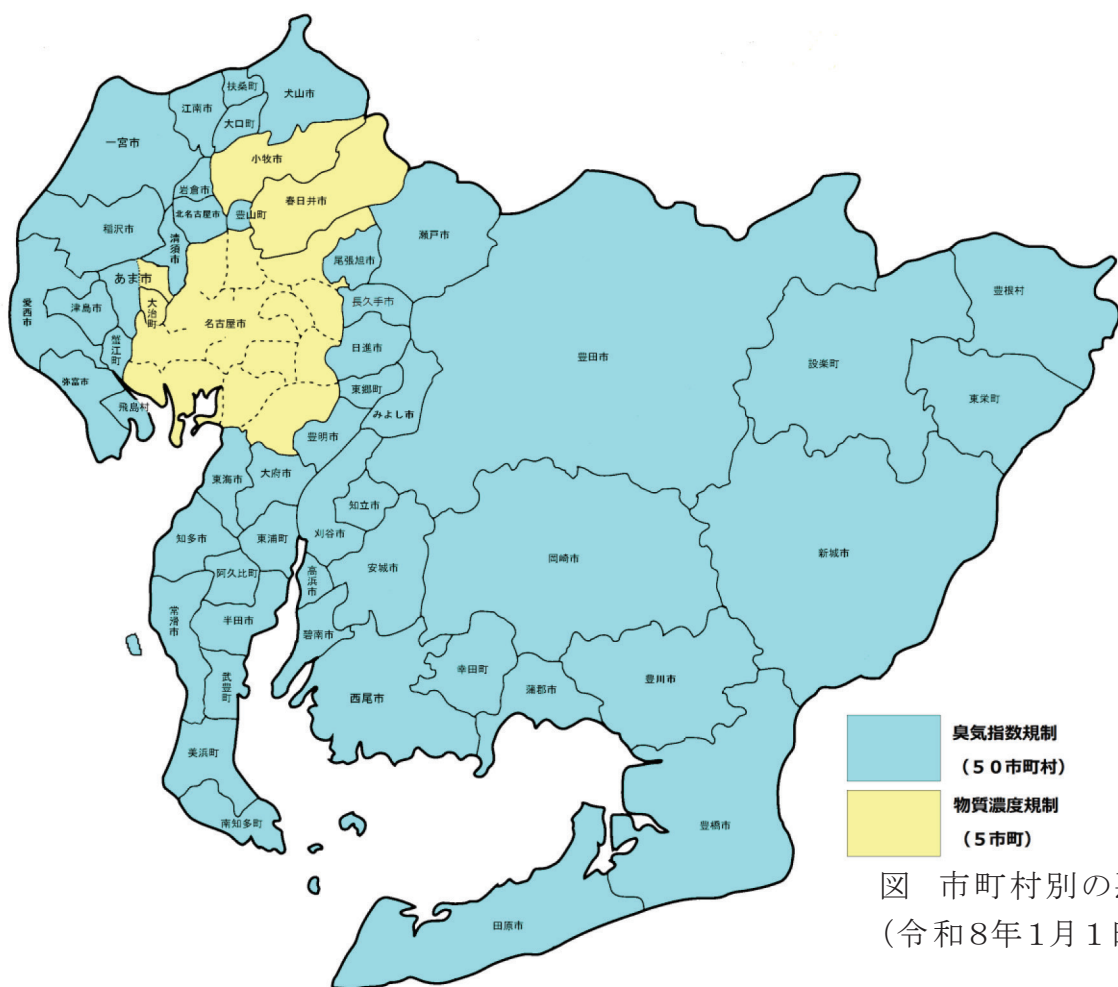 扶桑町
犬山市
江南市
大口町
一宮市
小牧市
岩倉市
春日井市
北名古屋市
豊山町
稲沢市
清須市
瀬戸市
尾張旭市
あま市
愛西市
津島市
大治町
長久手市
豊根村
名古屋市
蟹江町
日進市
豊田市
設楽町
弥富市
東郷町
東栄町
飛島村
みよし市
豊明市
東海市
大府市
知立市
知多市
東浦町
刈谷市
岡崎市
新城市
安城市
阿久比町
高浜市
常滑市
半田市
碧南市
幸田町
豊川市
武豊町
西尾市
蒲郡市
美浜町
南知多町
豊橋市
田原市
臭気指数規制
(50市町村)
物質濃度規制
(5市町)
図 市町村別の
(令和8年1月1